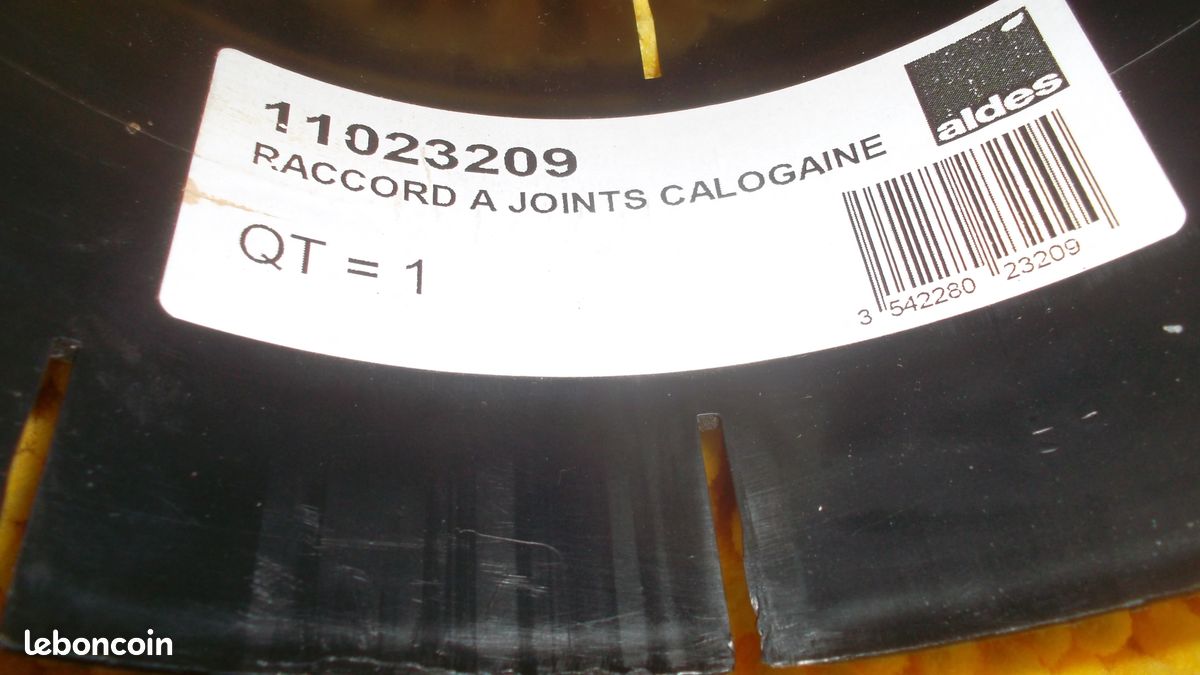 11023209
RACCORD A JOINTS CALOGAINE
QT = 1
aldes
3 542280 23209
leboncoin